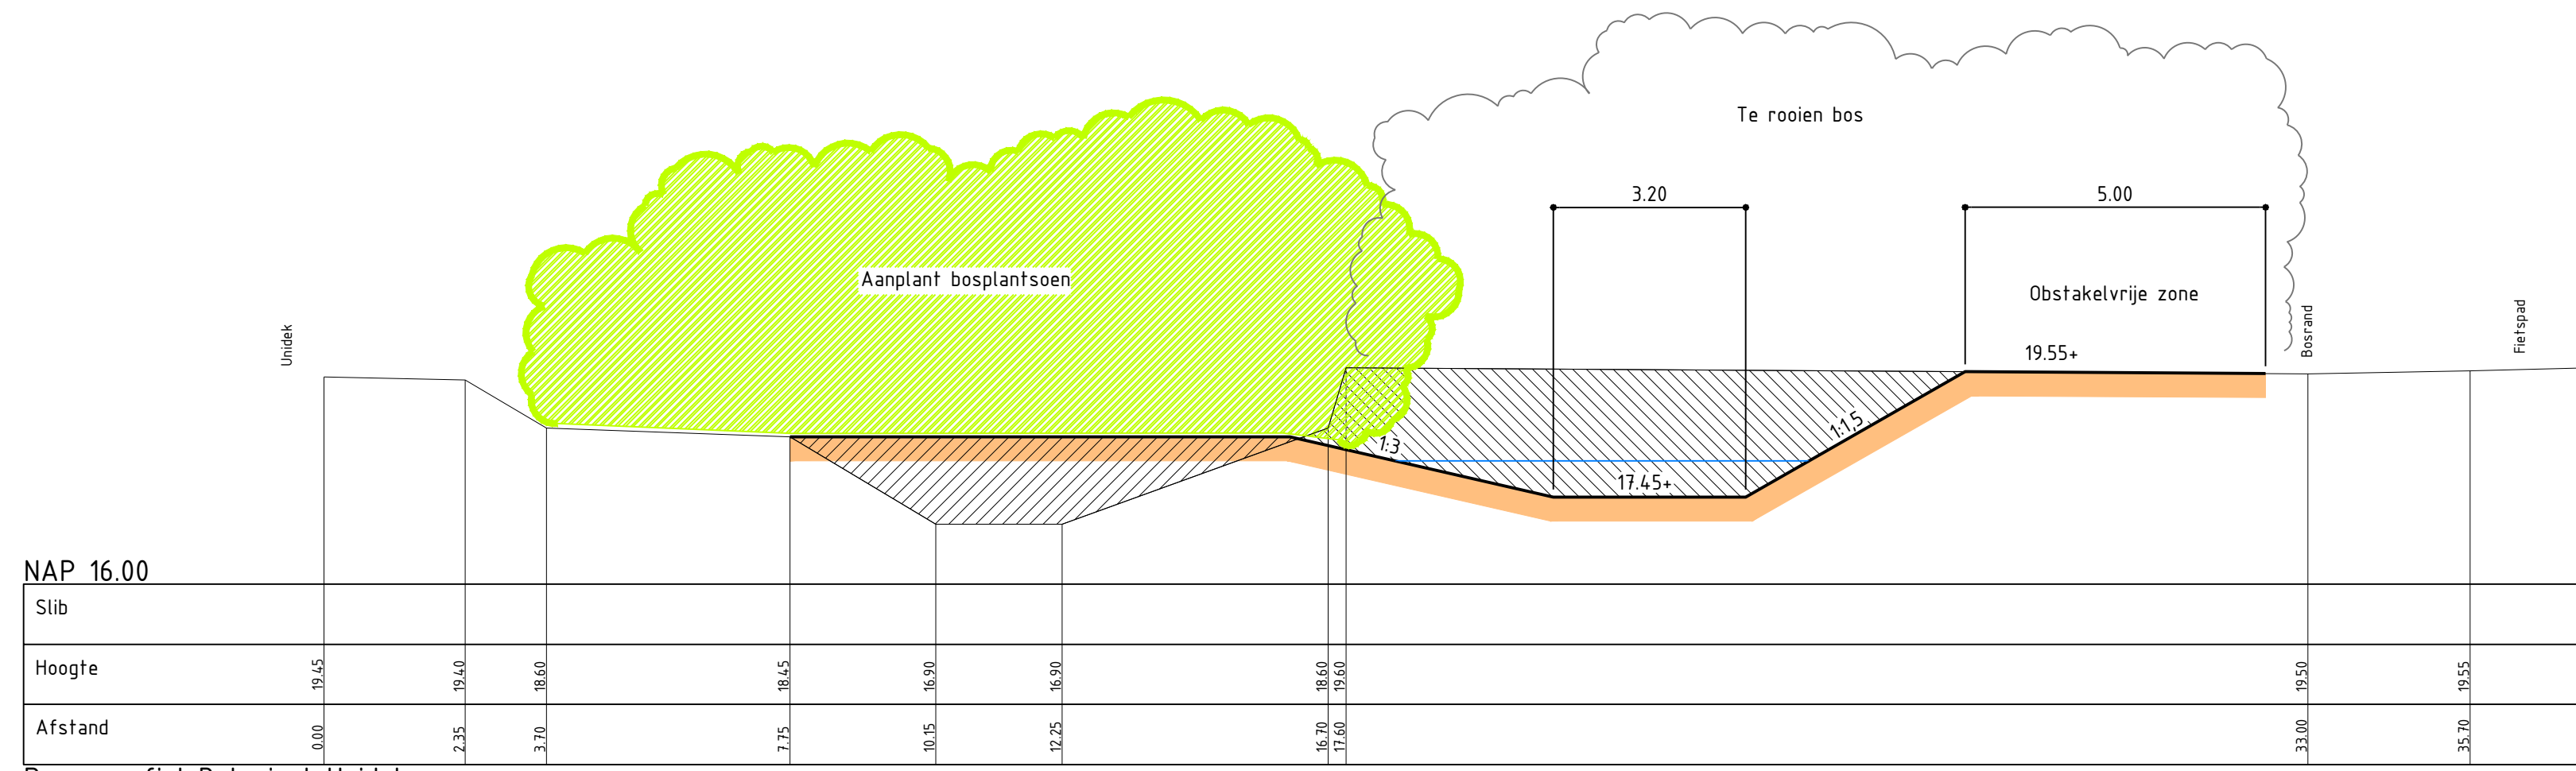 Te rooien bos
3.20
5.00
Aanplant bosplantsoen
Obstakelvrije zone
Unidek
Bosrand
Fietspad
19.55+
1:3
1:1,5
17.45+
NAP 16.00
Slib
Hoogte
19.45
19.40
18.60
18.45
16.90
16.90
18.60
19.60
19.50
19.55
Afstand
0.00
2.35
3.70
7.75
10.15
12.25
16.70
17.60
33.00
35.70